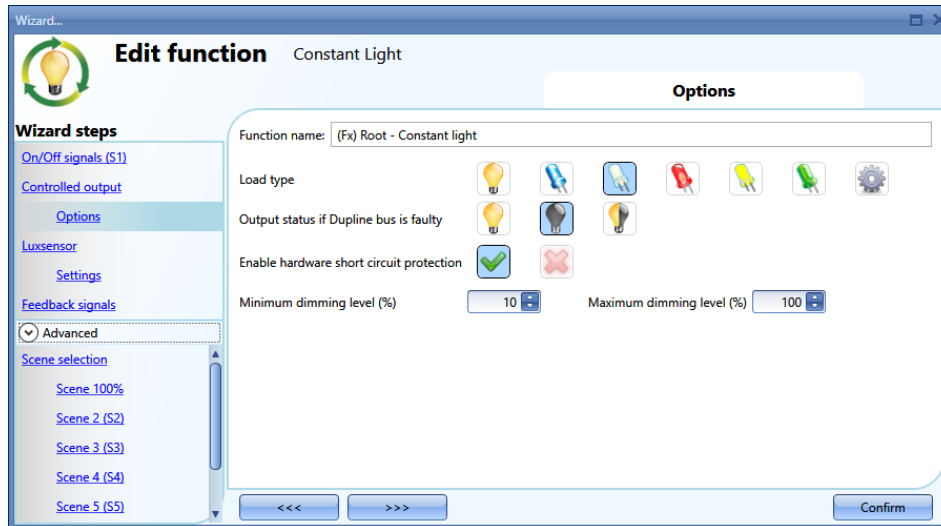 Wizard...
Edit function Constant Light
Options
Wizard steps
On/Off signals (S1)
Controlled output
Options
Luxsensor
Settings
Feedback signals
Advanced
Scene selection
Scene 100%
Scene 2 (S2)
Scene 3 (S3)
Scene 4 (S4)
Scene 5 (S5)
Function name: (Fx) Root - Constant light
Load type
Output status if Dupline bus is faulty
Enable hardware short circuit protection
Minimum dimming level (%) 10 Maximum dimming level (%) 100
<<< >>> Confirm